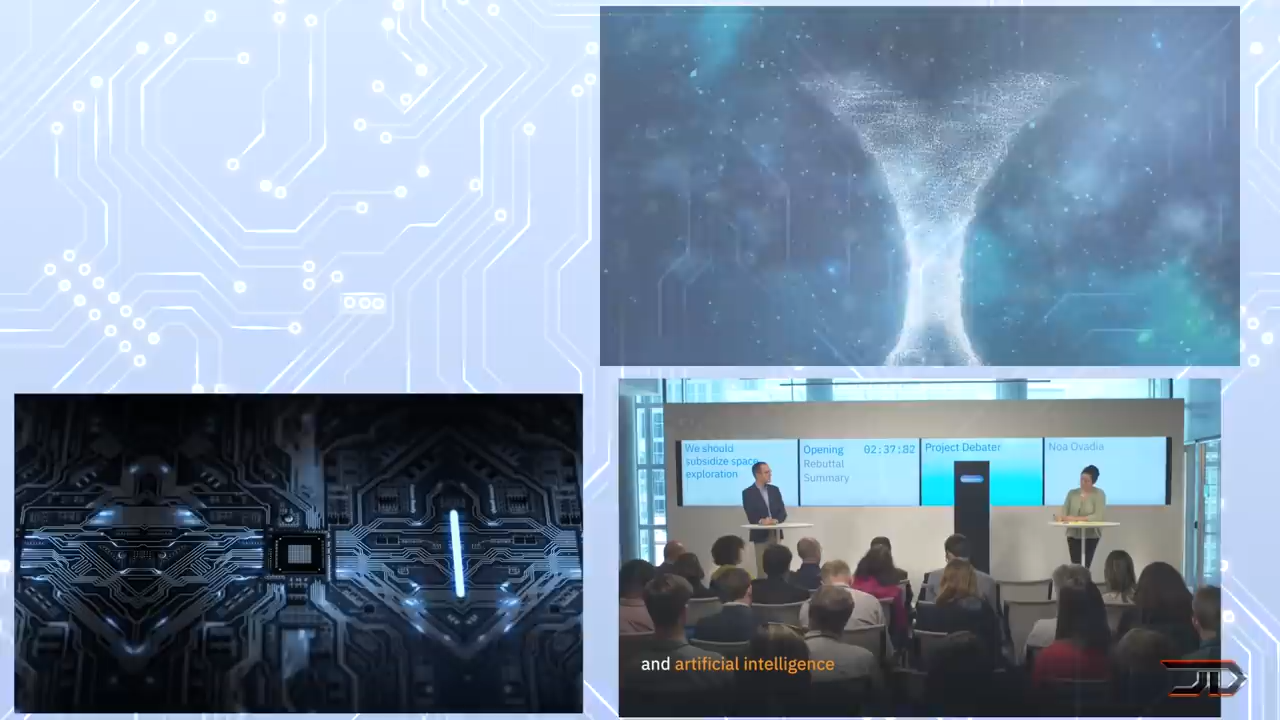 We should
subsidize space
exploration
Opening 02:37:82
Rebuttal
Summary
Project Debater
Noa Ovadia
and artificial intelligence